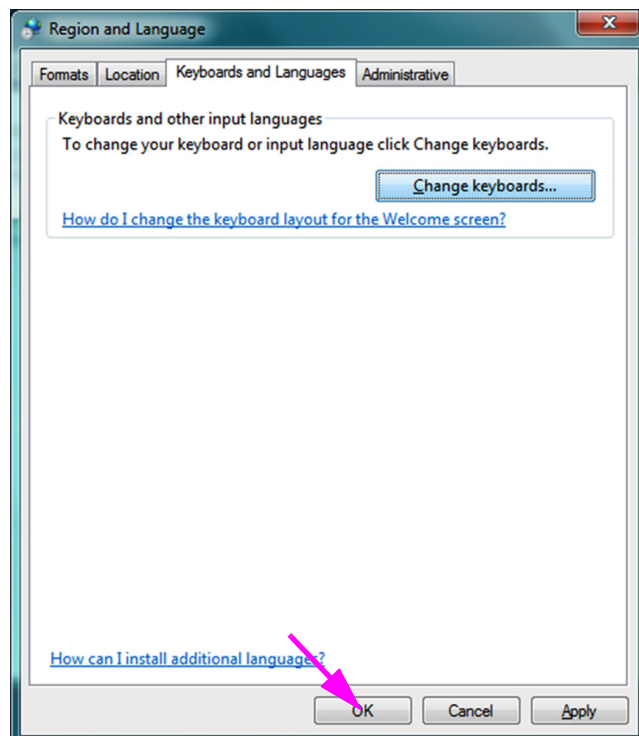 Region and Language
Formats Location Keyboards and Languages Administrative
Keyboards and other input languages
To change your keyboard or input language click Change keyboards.
Change keyboards...
How do I change the keyboard layout for the Welcome screen?
How can I install additional languages?
OK Cancel Apply